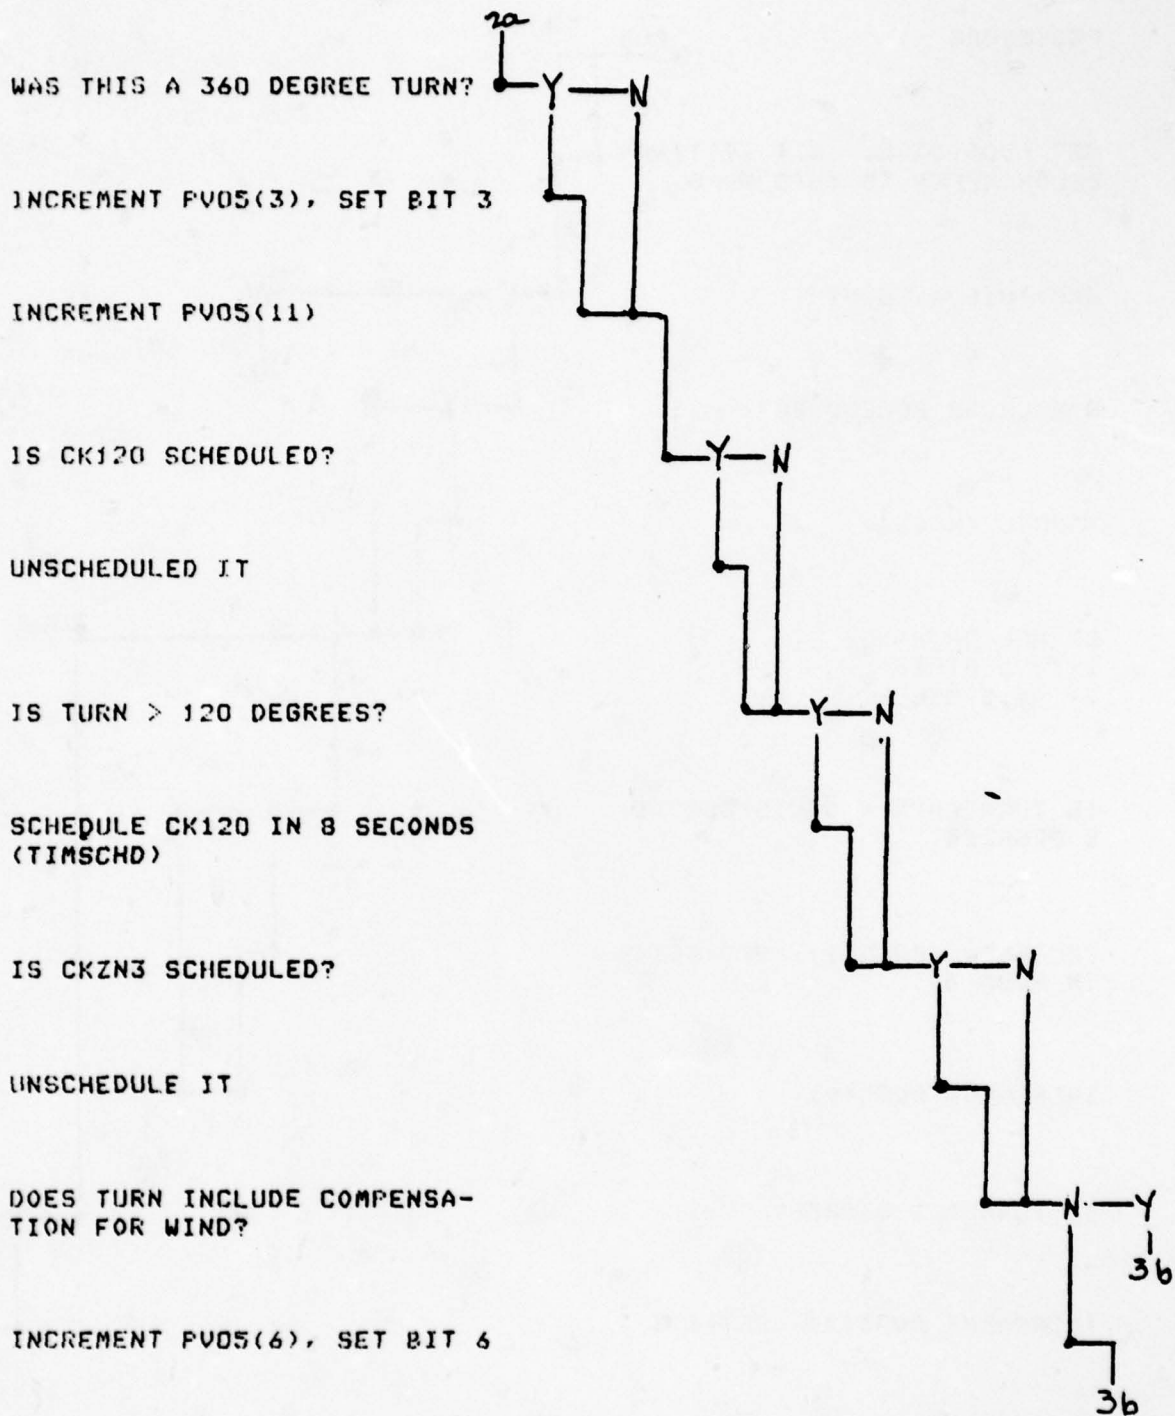 2a
WAS THIS A 360 DEGREE TURN? Y N
INCREMENT PV05(3), SET BIT 3
INCREMENT PV05(11)
IS CK120 SCHEDULED? Y N
UNSCHEDULED IT
IS TURN > 120 DEGREES? Y N
SCHEDULE CK120 IN 8 SECONDS
(TIMSCHD)
IS CKZN3 SCHEDULED? Y N
UNSCHEDULE IT
DOES TURN INCLUDE COMPENSA-
TION FOR WIND? N Y
3b
INCREMENT PV05(6), SET BIT 6
3b